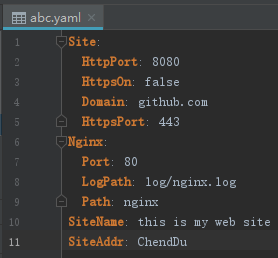 abc.yaml
1 Site:
2   HttpPort: 8080
3   HttpsOn: false
4   Domain: github.com
5   HttpsPort: 443
6 Nginx:
7   Port: 80
8   LogPath: log/nginx.log
9   Path: nginx
10 SiteName: this is my web site
11 SiteAddr: ChendDu